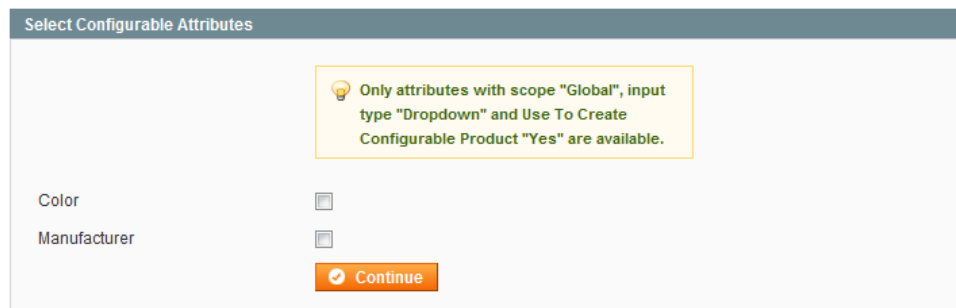 Select Configurable Attributes
Only attributes with scope "Global", input
type "Dropdown" and Use To Create
Configurable Product "Yes" are available.
Color
Manufacturer
Continue